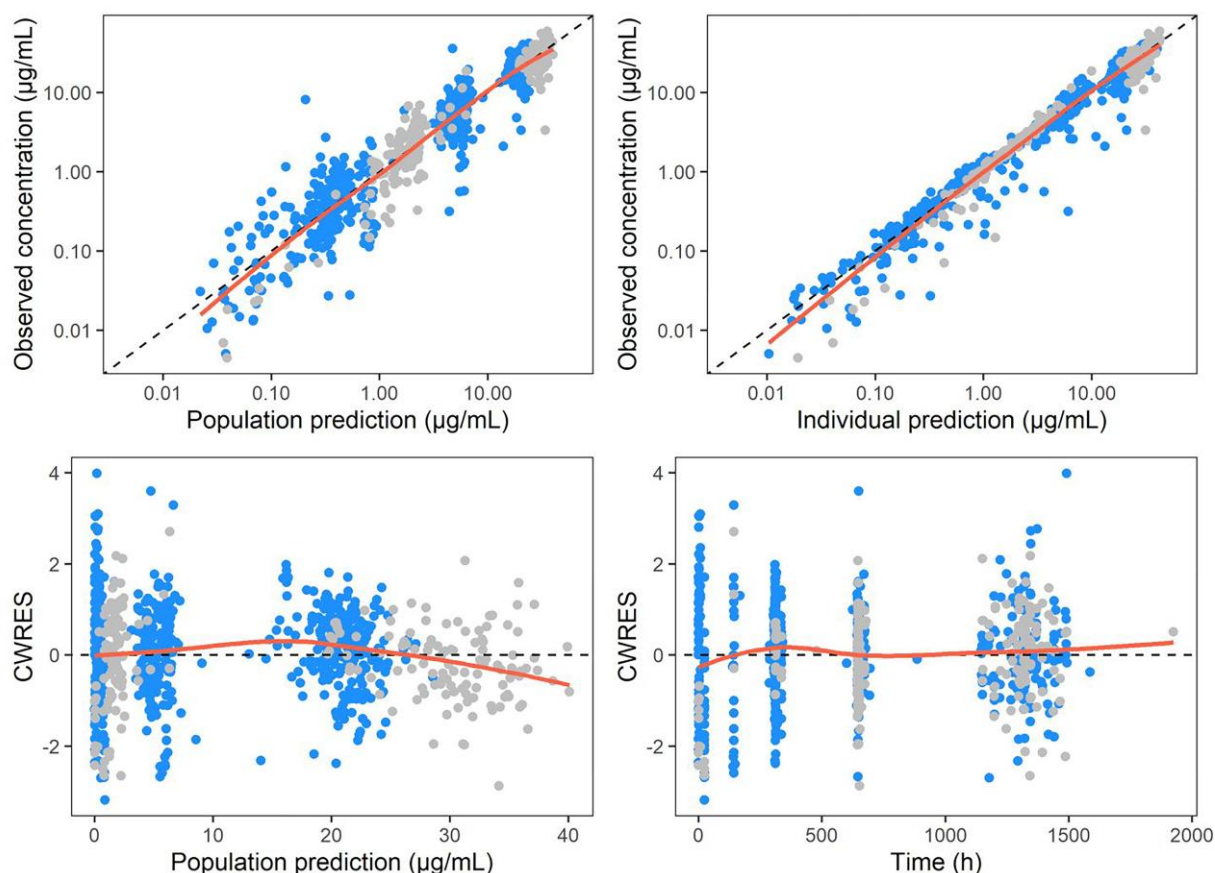 Observed concentration (µg/mL)
10.00
1.00
0.10
0.01
0.01 0.10 1.00 10.00
Population prediction (µg/mL)
Observed concentration (µg/mL)
10.00
1.00
0.10
0.01
0.01 0.10 1.00 10.00
Individual prediction (µg/mL)
CWRES
4
2
0
-2
0 10 20 30 40
Population prediction (µg/mL)
CWRES
4
2
0
-2
0 500 1000 1500 2000
Time (h)